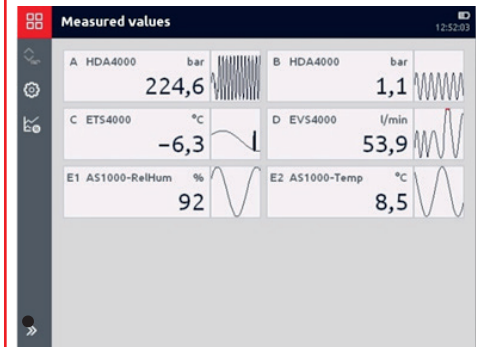 Measured values
12:52:03
A HDA4000 bar
224,6
B HDA4000 bar
1,1
C ETS4000 °C
−6,3
D EVS4000 l/min
53,9
E1 AS1000-RelHum %
92
E2 AS1000-Temp °C
8,5